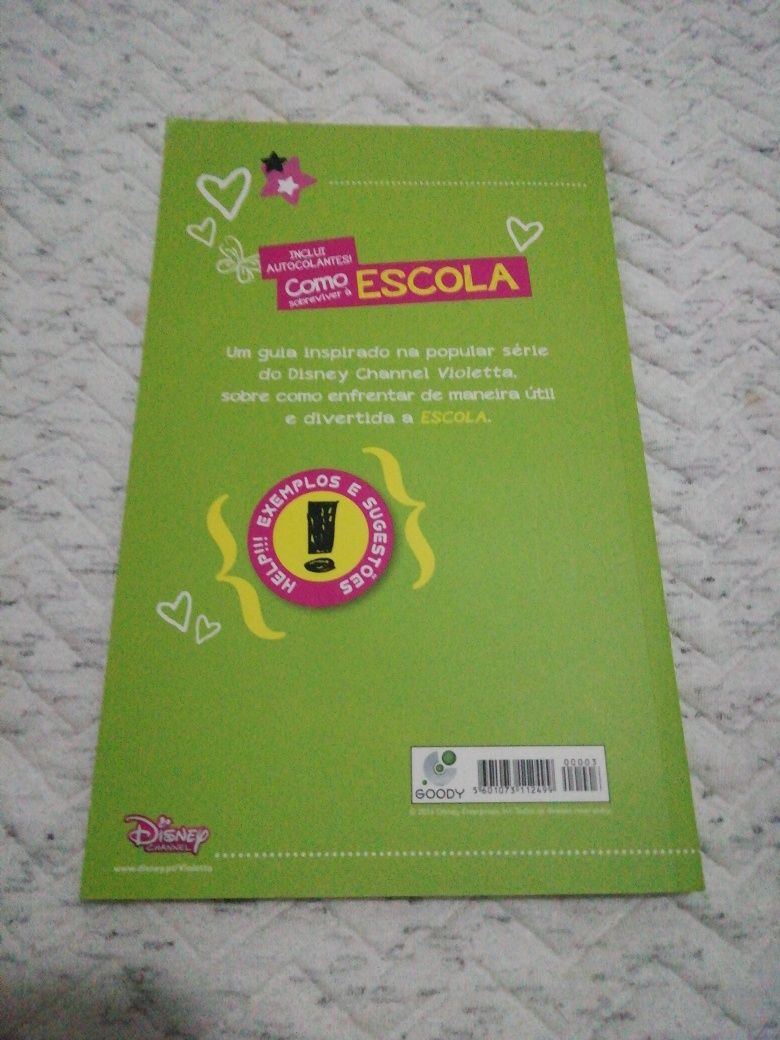 INCLUI
AUTOCOLANTES!
Como
sobreviver à
ESCOLA
Um guia inspirado na popular série
do Disney Channel Violetta,
sobre como enfrentar de maneira útil
e divertida a ESCOLA.
HELP!!! EXEMPLOS E SUGESTÕES
!
00003
GOODY
5 601073 112499
© Disney
DISNEY
CHANNEL
www.disney.pt/Violetta